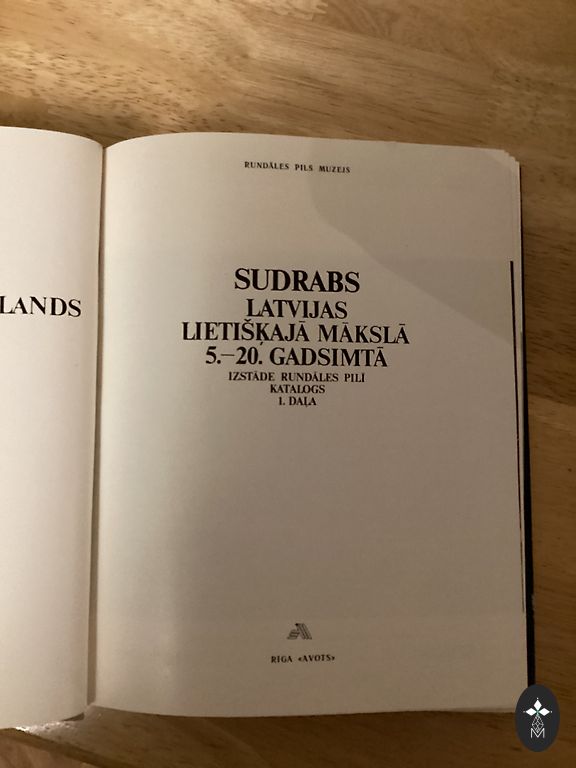 LANDS
RUNDĀLES PILS MUZEJS
SUDRABS
LATVIJAS
LIETIŠĶAJĀ MĀKSLĀ
5.—20. GADSIMTĀ
IZSTĀDE RUNDĀLES PILĪ
KATALOGS
1. DAĻA
RĪGA «AVOTS»
M